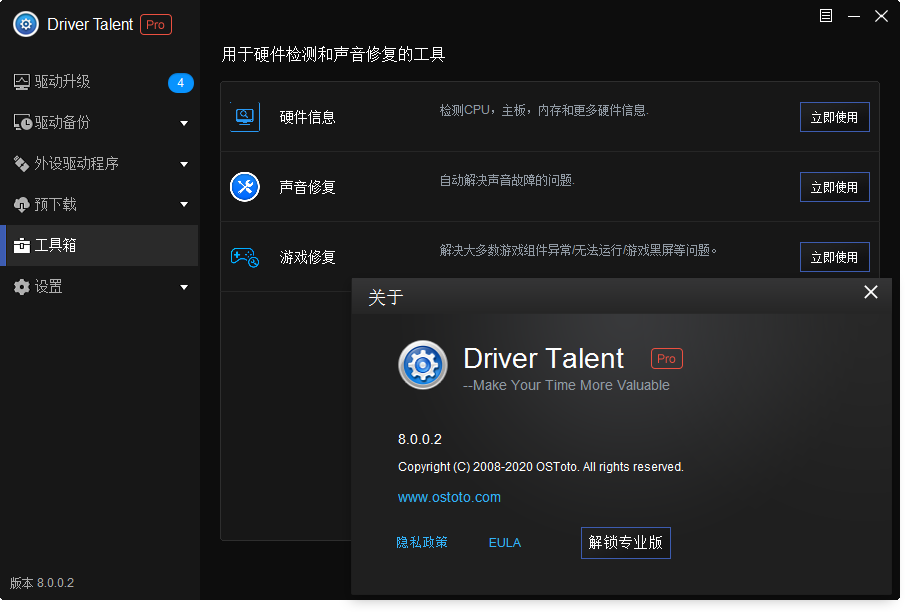 Driver Talent Pro
驱动升级 4
驱动备份
外设驱动程序
预下载
工具箱
设置
版本 8.0.0.2
用于硬件检测和声音修复的工具
硬件信息 检测CPU，主板，内存和更多硬件信息. 立即使用
声音修复 自动解决声音故障的问题. 立即使用
游戏修复 解决大多数游戏组件异常/无法运行/游戏黑屏等问题。 立即使用
关于
Driver Talent Pro
--Make Your Time More Valuable
8.0.0.2
Copyright (C) 2008-2020 OSToto. All rights reserved.
www.ostoto.com
隐私政策 EULA 解锁专业版